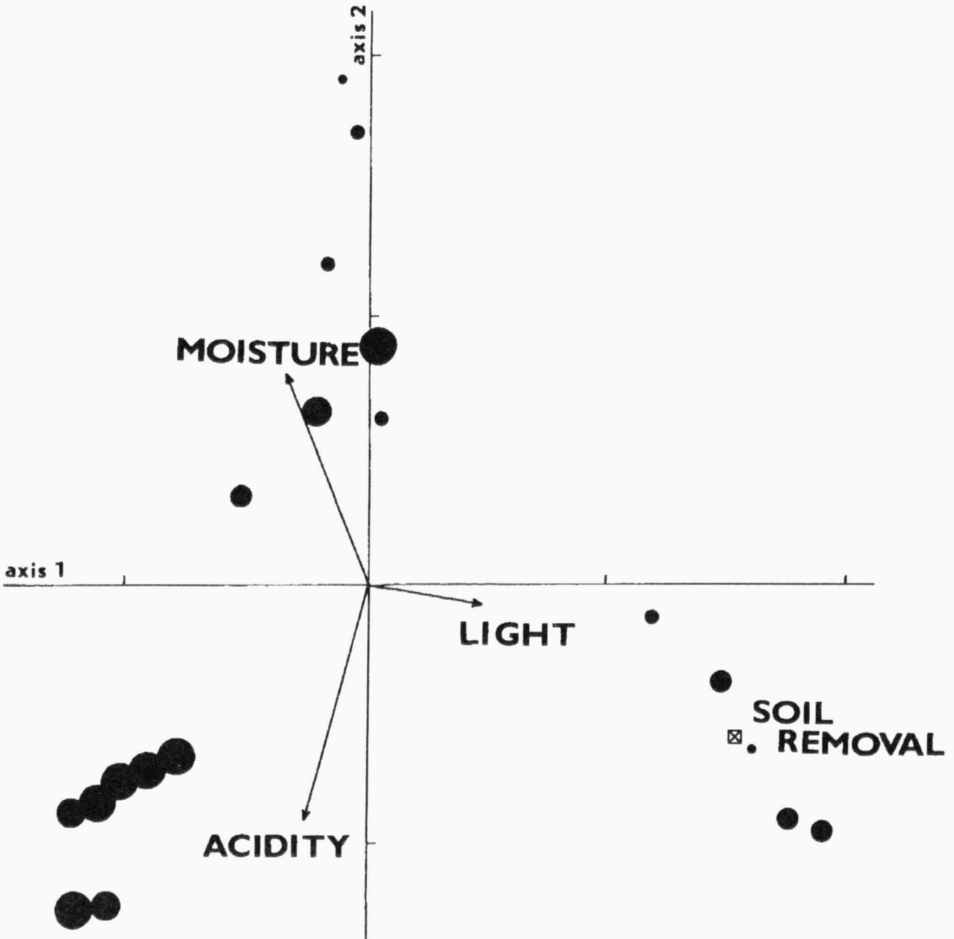 axis 2
MOISTURE
axis 1
LIGHT
SOIL
REMOVAL
ACIDITY